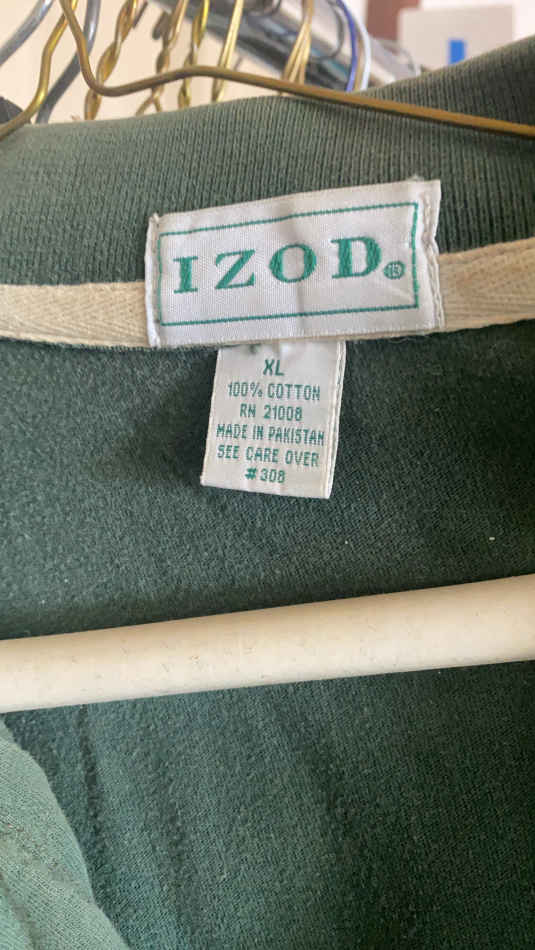 IZOD®
XL
100% COTTON
RN 21008
MADE IN PAKISTAN
SEE CARE OVER
#308